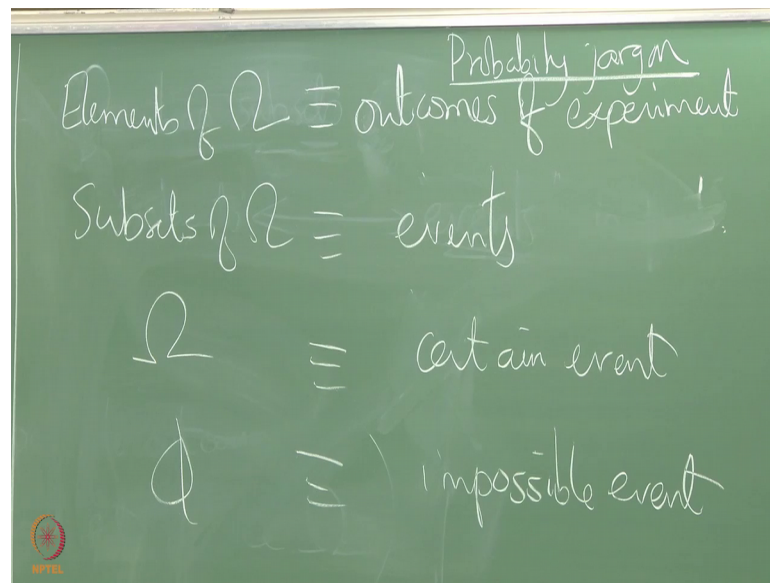 Probability jargon
Elements of Ω ≡ outcomes of experiment
Subsets of Ω ≡ events
Ω ≡ certain event
ϕ ≡ impossible event
NPTEL